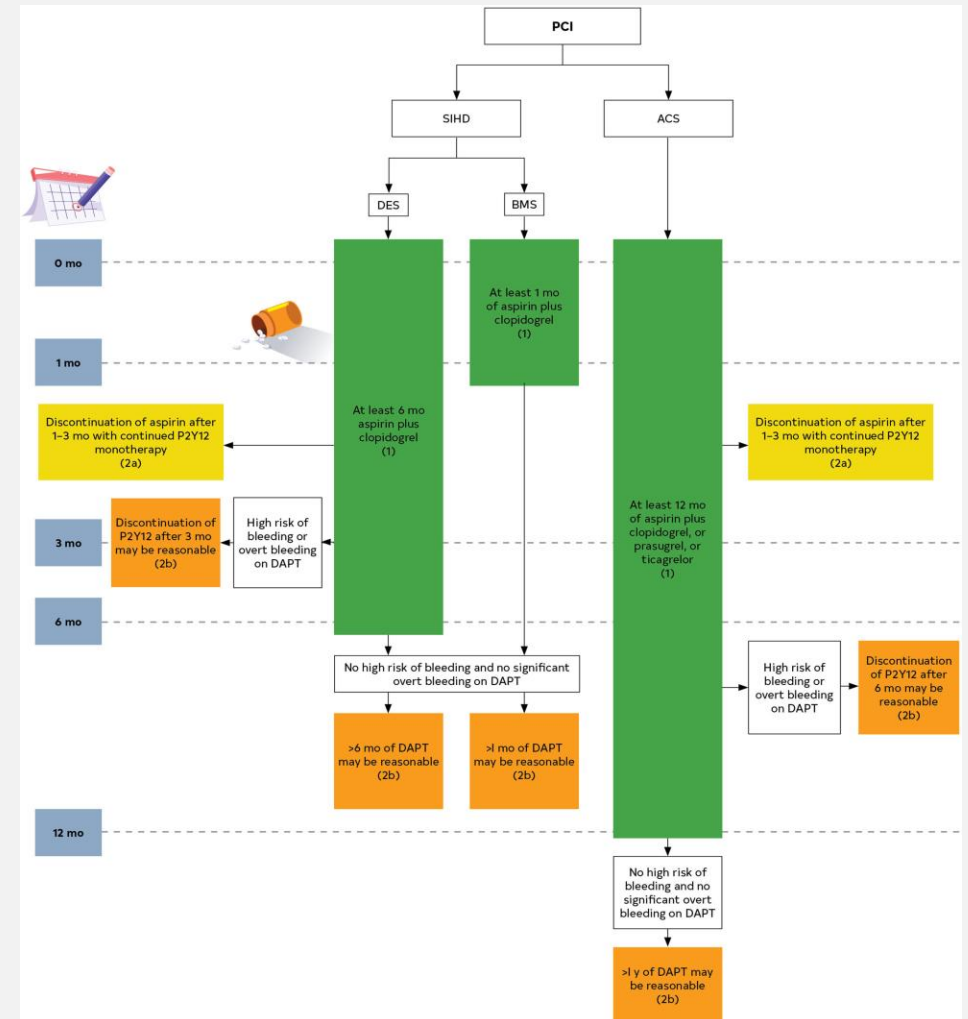 PCI
SIHD
ACS
DES
BMS
0 mo
At least 1 mo
of aspirin plus
clopidogrel
(1)
1 mo
At least 6 mo
aspirin plus
clopidogrel
(1)
Discontinuation of aspirin after
1–3 mo with continued P2Y12
monotherapy
(2a)
Discontinuation of aspirin after
1–3 mo with continued P2Y12
monotherapy
(2a)
At least 12 mo
of aspirin plus
clopidogrel, or
prasugrel, or
ticagrelor
(1)
3 mo
Discontinuation of
P2Y12 after 3 mo
may be reasonable
(2b)
High risk of
bleeding or
overt bleeding
on DAPT
6 mo
No high risk of bleeding and no significant
overt bleeding on DAPT
High risk of
bleeding or
overt bleeding
on DAPT
Discontinuation
of P2Y12 after
6 mo may be
reasonable
(2b)
>6 mo of DAPT
may be reasonable
(2b)
>l mo of DAPT
may be reasonable
(2b)
12 mo
No high risk of
bleeding and no
significant overt
bleeding on DAPT
>l y of DAPT may
be reasonable
(2b)